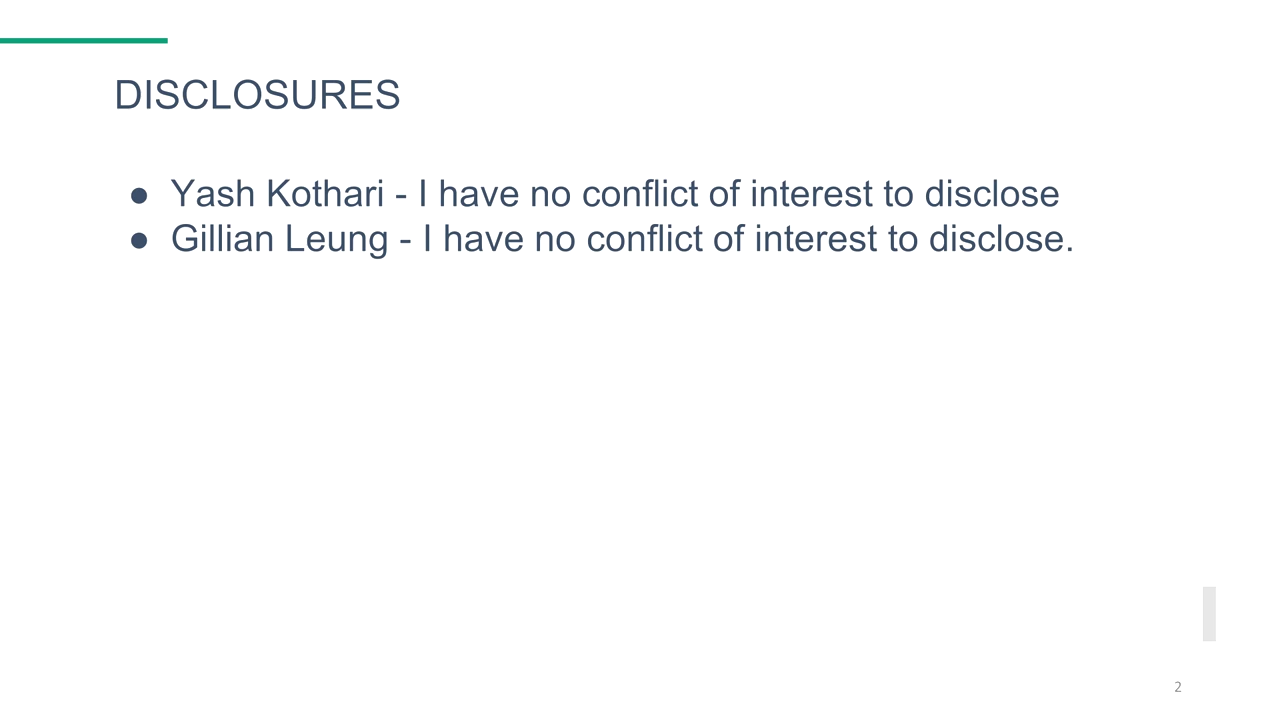 DISCLOSURES
● Yash Kothari - I have no conflict of interest to disclose
● Gillian Leung - I have no conflict of interest to disclose.
2